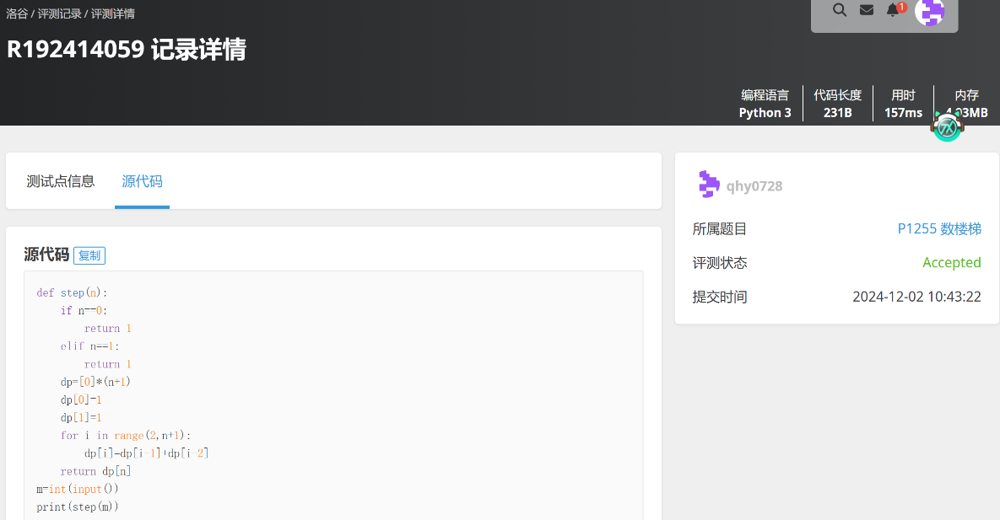 洛谷 / 评测记录 / 评测详情
1
R192414059 记录详情
编程语言 代码长度 用时 内存
Python 3 231B 157ms 4.93MB
测试点信息 源代码
qhy0728
所属题目 P1255 数楼梯
评测状态 Accepted
提交时间 2024-12-02 10:43:22
源代码 复制
def step(n):
    if n==0:
        return 1
    elif n==1:
        return 1
    dp=[0]*(n+1)
    dp[0]=1
    dp[1]=1
    for i in range(2,n+1):
        dp[i]=dp[i-1]+dp[i-2]
    return dp[n]
m=int(input())
print(step(m))